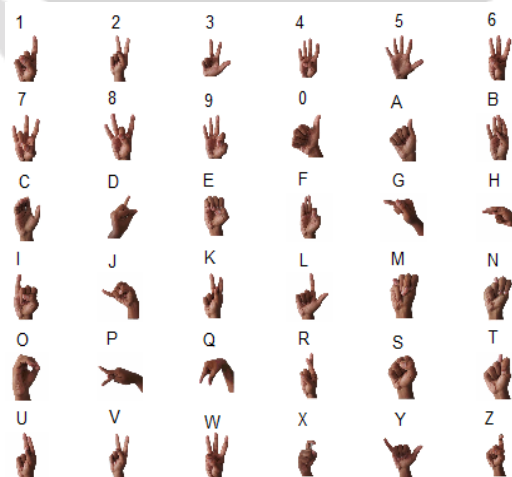 1 2 3 4 5 6
7 8 9 0 A B
C D E F G H
I J K L M N
O P Q R S T
U V W X Y Z